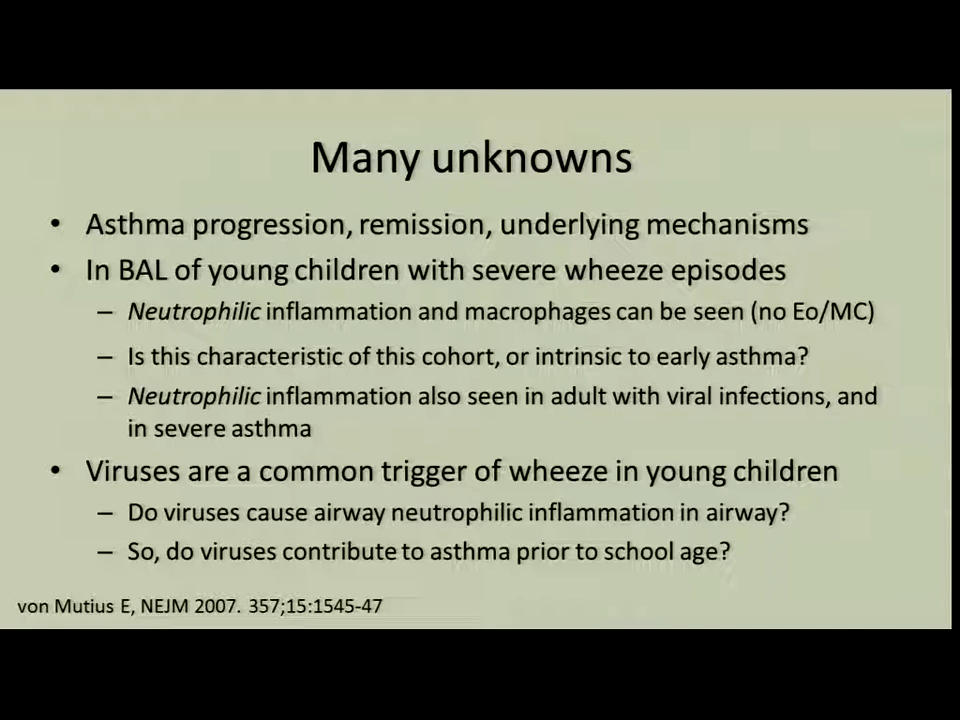 Many unknowns
• Asthma progression, remission, underlying mechanisms
• In BAL of young children with severe wheeze episodes
– Neutrophilic inflammation and macrophages can be seen (no Eo/MC)
– Is this characteristic of this cohort, or intrinsic to early asthma?
– Neutrophilic inflammation also seen in adult with viral infections, and
in severe asthma
• Viruses are a common trigger of wheeze in young children
– Do viruses cause airway neutrophilic inflammation in airway?
– So, do viruses contribute to asthma prior to school age?
von Mutius E, NEJM 2007. 357;15:1545-47